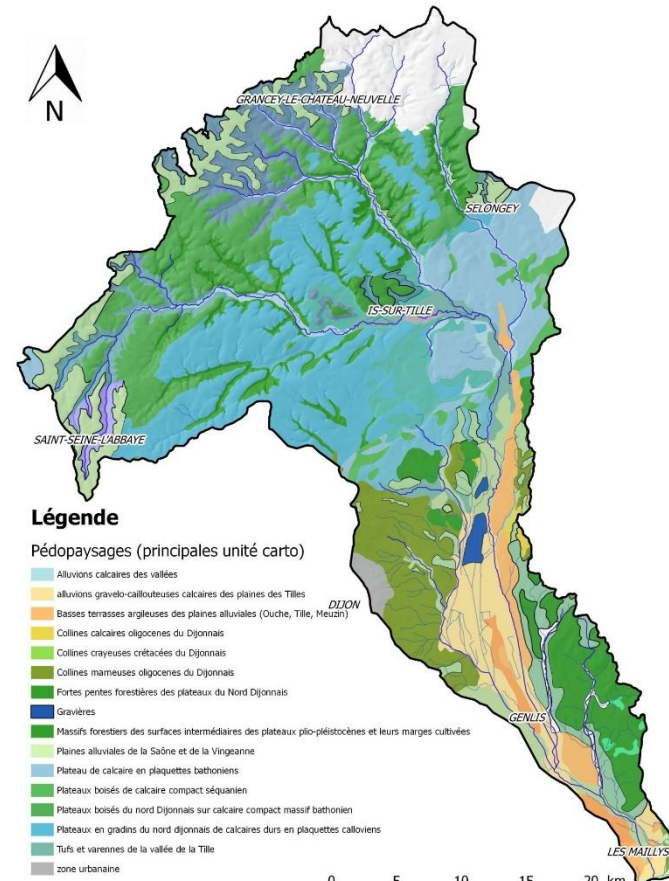 N
GRANCEY-LE-CHATEAU-NEUVELLE
SELONGEY
IS-SUR-TILLE
SAINT-SEINE-L'ABBAYE
Légende
Pédopaysages (principales unité carto)
Alluvions calcaires des vallées
alluvions gravelo-caillouteuses calcaires des plaines des Tilles
Basses terrasses argileuses des plaines alluviales (Ouche, Tille, Meuzin)
Collines calcaires oligocenes du Dijonnais
Collines crayeuses crétacées du Dijonnais
Collines marneuses oligocenes du Dijonnais
Fortes pentes forestières des plateaux du Nord Dijonnais
Gravières
Massifs forestiers des surfaces intermédiaires des plateaux plio-pléistocènes et leurs marges cultivées
Plaines alluviales de la Saône et de la Vingeanne
Plateau de calcaire en plaquettes bathoniens
Plateaux boisés de calcaire compact séquanien
Plateaux boisés du nord Dijonnais sur calcaire compact massif bathonien
Plateaux en gradins du nord dijonnais de calcaires durs en plaquettes calloviens
Tufs et varennes de la vallée de la Tille
zone urbanaine
DIJON
GENLIS
LES MAILLYS
0 5 10 15 20 km